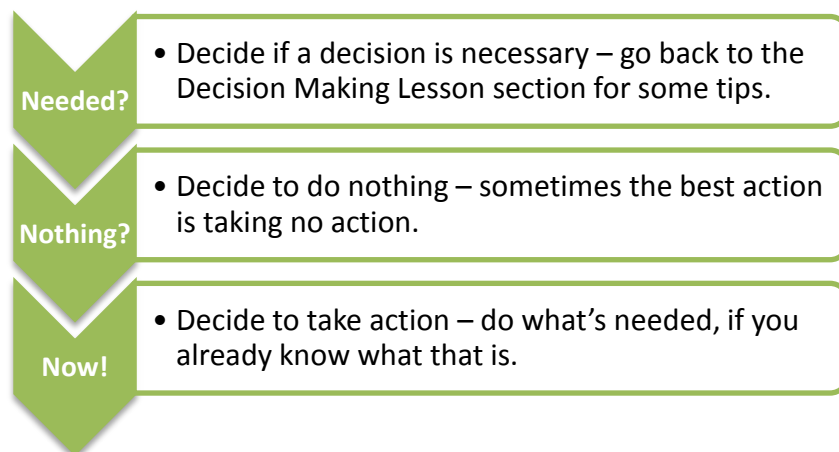 Needed?
• Decide if a decision is necessary – go back to the
Decision Making Lesson section for some tips.
Nothing?
• Decide to do nothing – sometimes the best action
is taking no action.
Now!
• Decide to take action – do what’s needed, if you
already know what that is.